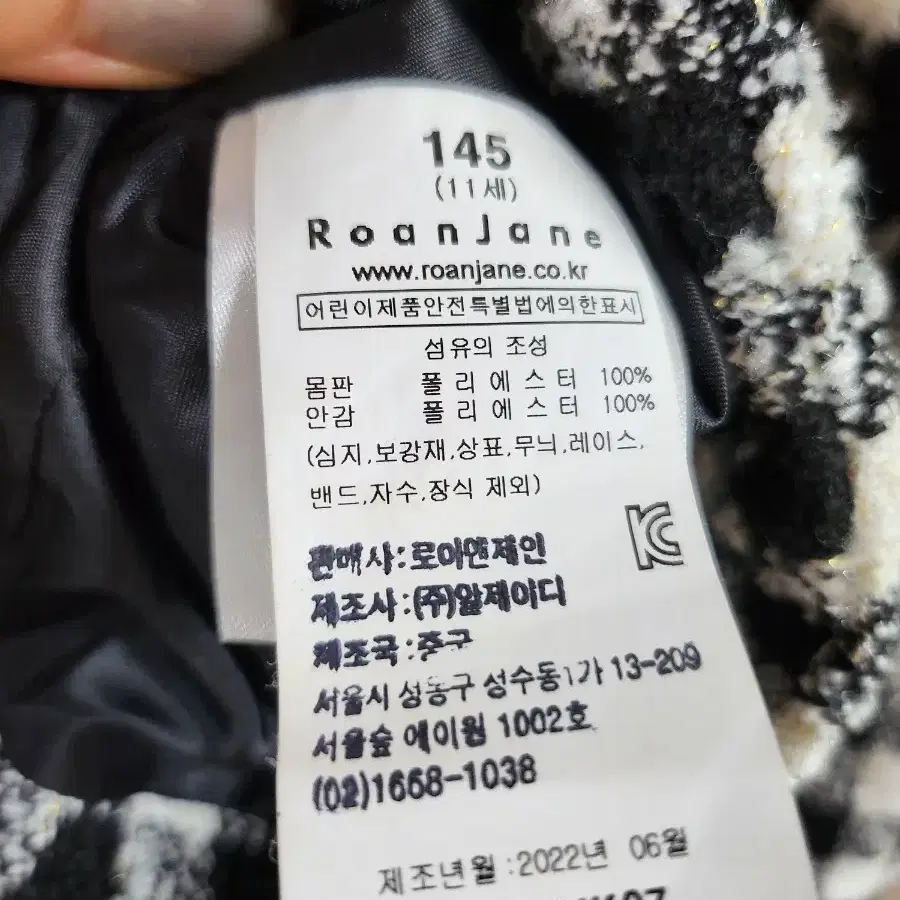 145
(11세)
RoanJane
www.roanjane.co.kr
어린이제품안전특별법에의한표시
섬유의 조성
몸판 폴리에스터 100%
안감 폴리에스터 100%
(심지,보강재,상표,무늬,레이스,
밴드,자수,장식 제외)
KC
판매사:로이앤제인
제조사:(주)알제이디
제조국:중국
서울시 성동구 성수동1가 13-209
서울숲 에이원 1002호
(02)1668-1038
제조년월:2022년 06월